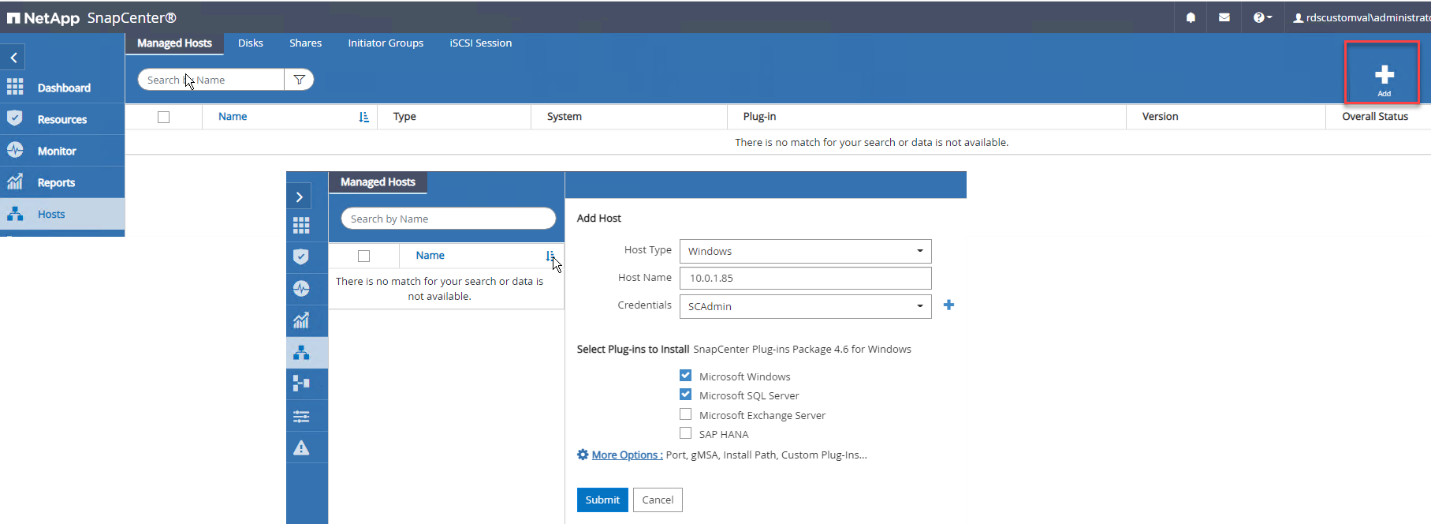 NetApp SnapCenter®
rdscustomval\administrato
Managed Hosts Disks Shares Initiator Groups iSCSI Session
Search by Name
Add
Dashboard
Resources
Monitor
Reports
Hosts
Name Type System Plug-in Version Overall Status
There is no match for your search or data is not available.
Managed Hosts
Search by Name
Name
There is no match for your search or data is
not available.
Add Host
Host Type Windows
Host Name 10.0.1.85
Credentials SCAdmin
Select Plug-ins to Install SnapCenter Plug-ins Package 4.6 for Windows
Microsoft Windows
Microsoft SQL Server
Microsoft Exchange Server
SAP HANA
More Options : Port, gMSA, Install Path, Custom Plug-Ins...
Submit Cancel